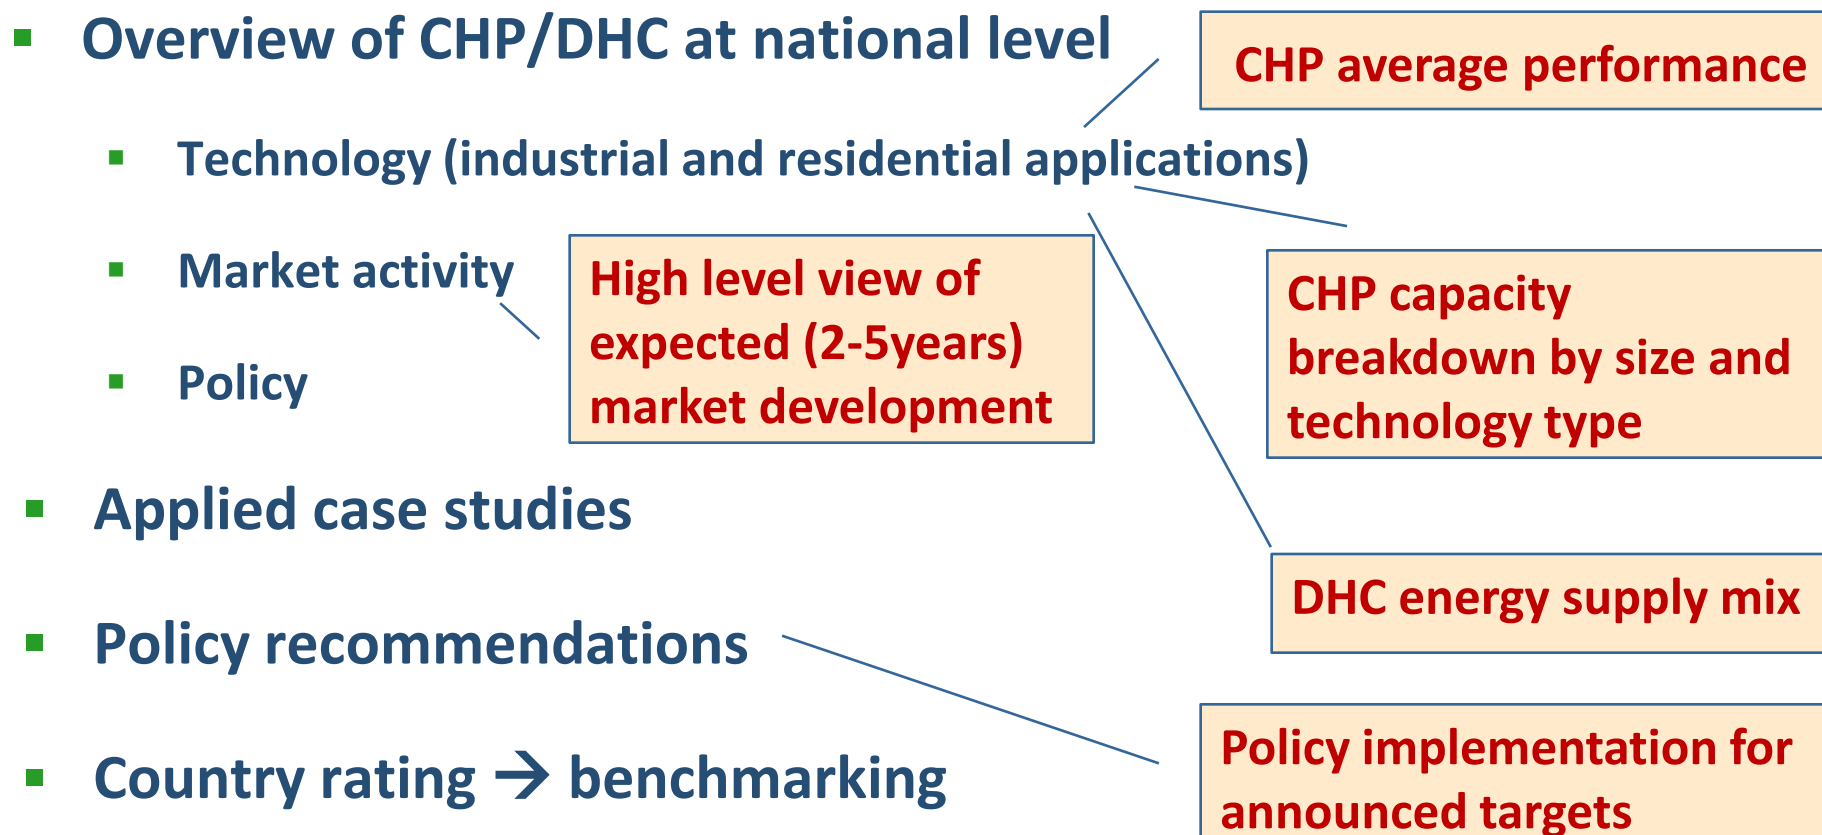 Overview of CHP/DHC at national level
CHP average performance
Technology (industrial and residential applications)
Market activity
High level view of
expected (2-5years)
market development
CHP capacity
breakdown by size and
technology type
Policy
Applied case studies
DHC energy supply mix
Policy recommendations
Policy implementation for
announced targets
Country rating → benchmarking